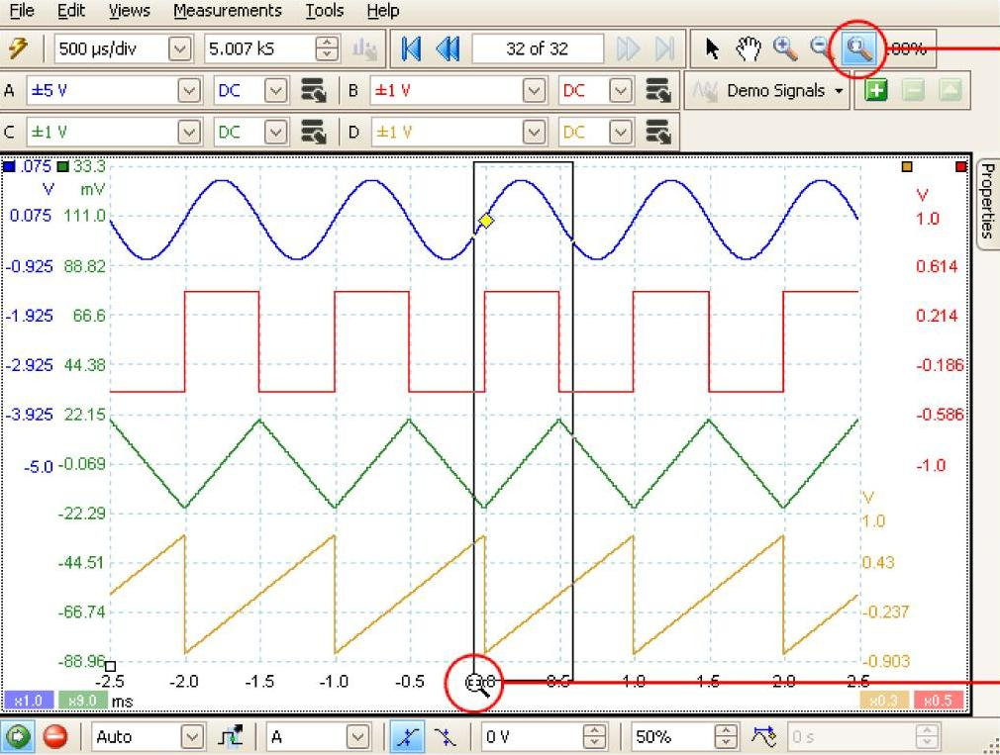 File Edit Views Measurements Tools Help
500 µs/div 5.007 kS 32 of 32 100%
A ±5 V DC B ±1 V DC Demo Signals
C ±1 V DC D ±1 V DC
.075 33.3
V mV V
0.075 111.0 1.0
-0.925 88.82 0.614
-1.925 66.6 0.214
-2.925 44.38 -0.186
-3.925 22.15 -0.586
-5.0 -0.069 -1.0
V
-22.29 1.0
-44.51 0.43
-66.74 -0.237
-88.96 -0.903
-2.5 -2.0 -1.5 -1.0 -0.5 0.5 1.0 1.5 2.0 2.5
x1.0 x9.0 ms x0.3 x0.5
Auto A 0 V 50% 0 s
Properties